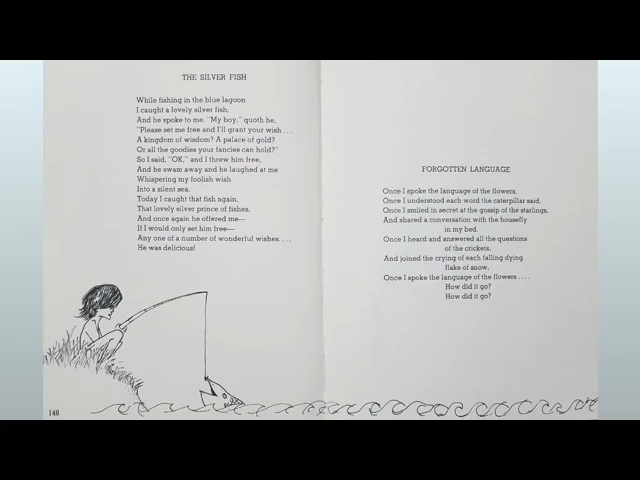 THE SILVER FISH
While fishing in the blue lagoon
I caught a lovely silver fish,
And he spoke to me. "My boy," quoth he,
"Please set me free and I'll grant your wish . . .
A kingdom of wisdom? A palace of gold?
Or all the goodies your fancies can hold?"
So I said, "OK," and I threw him free,
And he swam away and he laughed at me
Whispering my foolish wish
Into a silent sea.
Today I caught that fish again,
That lovely silver prince of fishes,
And once again he offered me—
If I would only set him free—
Any one of a number of wonderful wishes. . . .
He was delicious!
148
FORGOTTEN LANGUAGE
Once I spoke the language of the flowers,
Once I understood each word the caterpillar said,
Once I smiled in secret at the gossip of the starlings,
And shared a conversation with the housefly
in my bed.
Once I heard and answered all the questions
of the crickets,
And joined the crying of each falling dying
flake of snow,
Once I spoke the language of the flowers . . . .
How did it go?
How did it go?